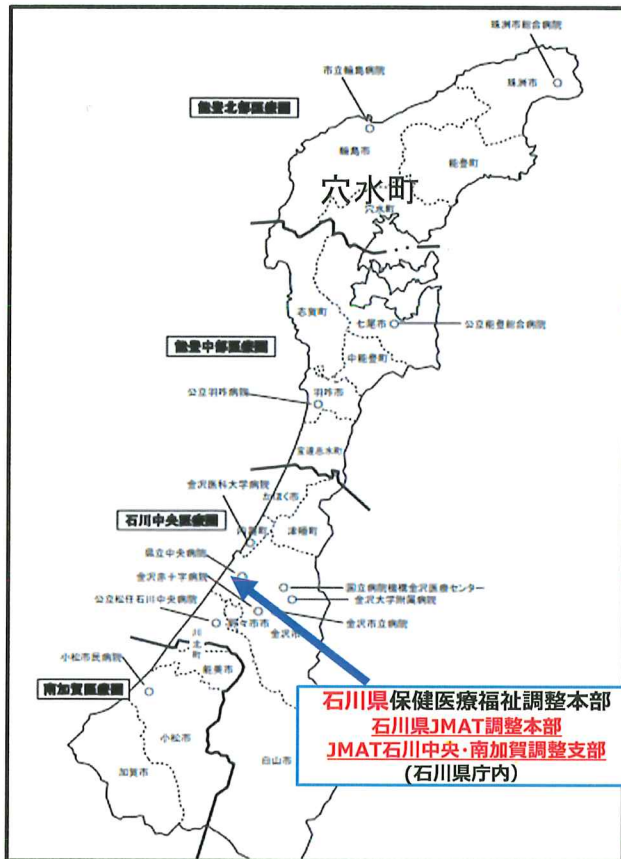 珠洲市総合病院
市立輪島病院
珠洲市
能登北部医療圏
輪島市
能登町
穴水町
穴水町
志賀町
七尾市
公立能登総合病院
能登中部医療圏
中能登町
公立羽咋病院
羽咋市
宝達志水町
金沢医科大学病院
かほく市
石川中央医療圏
内灘町
津幡町
県立中央病院
金沢赤十字病院
国立病院機構金沢医療センター
金沢大学附属病院
公立松任石川中央病院
野々市市
金沢市
金沢市立病院
川北町
小松市民病院
能美市
南加賀医療圏
石川県保健医療福祉調整本部
石川県JMAT調整本部
JMAT石川中央・南加賀調整支部
(石川県庁内)
小松市
白山市
加賀市